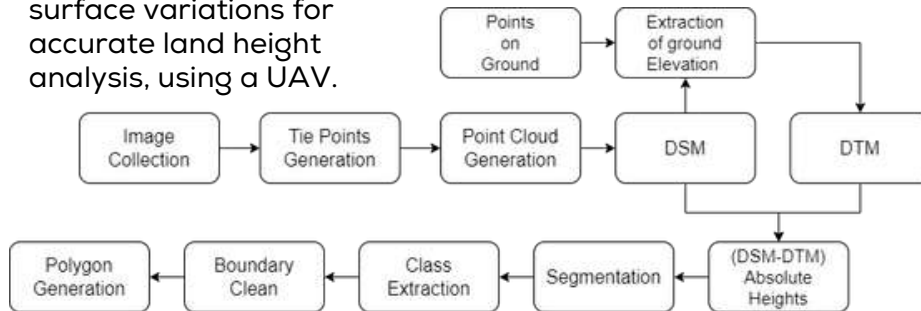 surface variations for
accurate land height
analysis, using a UAV.
Points
on
Ground
Extraction
of ground
Elevation
Image
Collection
Tie Points
Generation
Point Cloud
Generation
DSM
DTM
Polygon
Generation
Boundary
Clean
Class
Extraction
Segmentation
(DSM-DTM)
Absolute
Heights